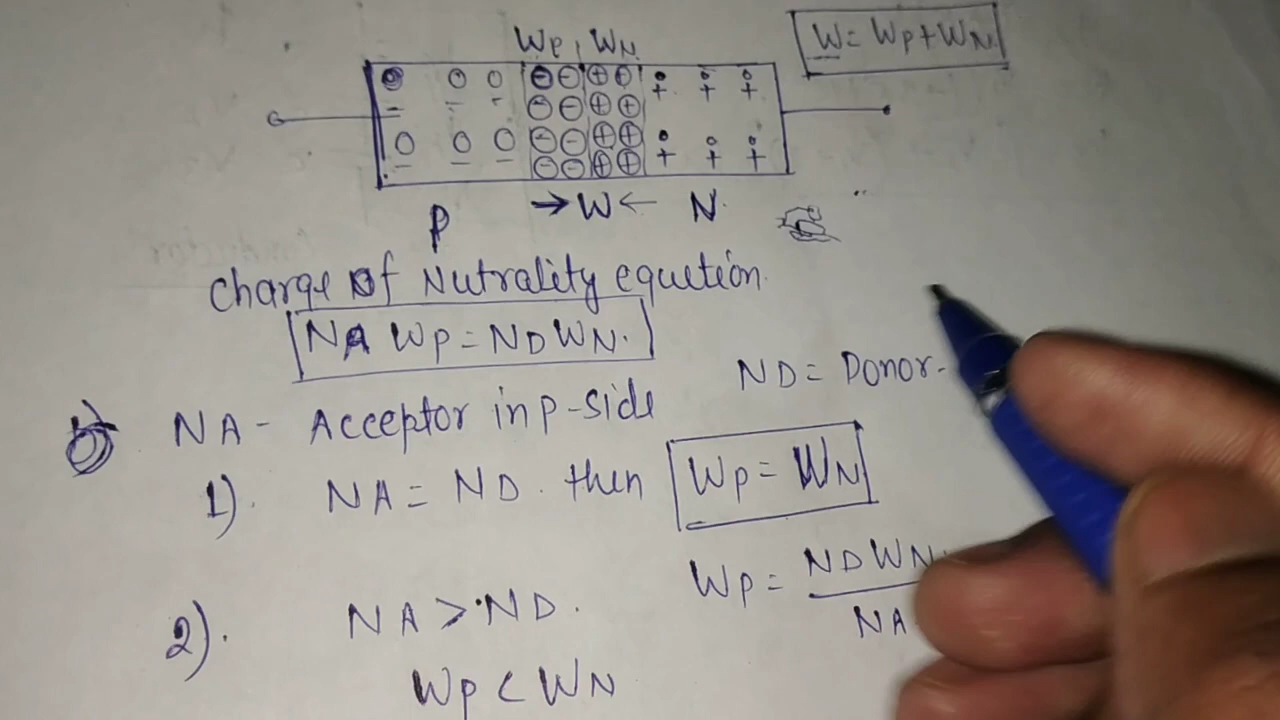 WP WN
W = WP + WN
P → W ← N
Charge of Nutrality equetion.
NA WP = ND WN.
ND = Donor-
NA - Acceptor in p-side
1). NA = ND. then WP = WN
WP = ND WN
NA
2). NA > ND.
WP < WN